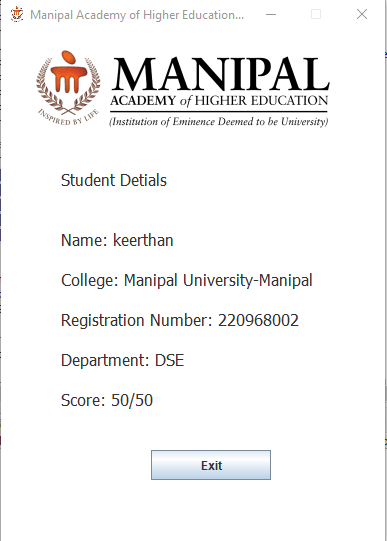 Manipal Academy of Higher Education...
MANIPAL
ACADEMY of HIGHER EDUCATION
(Institution of Eminence Deemed to be University)
INSPIRED BY LIFE
Student Detials
Name: keerthan
College: Manipal University-Manipal
Registration Number: 220968002
Department: DSE
Score: 50/50
Exit